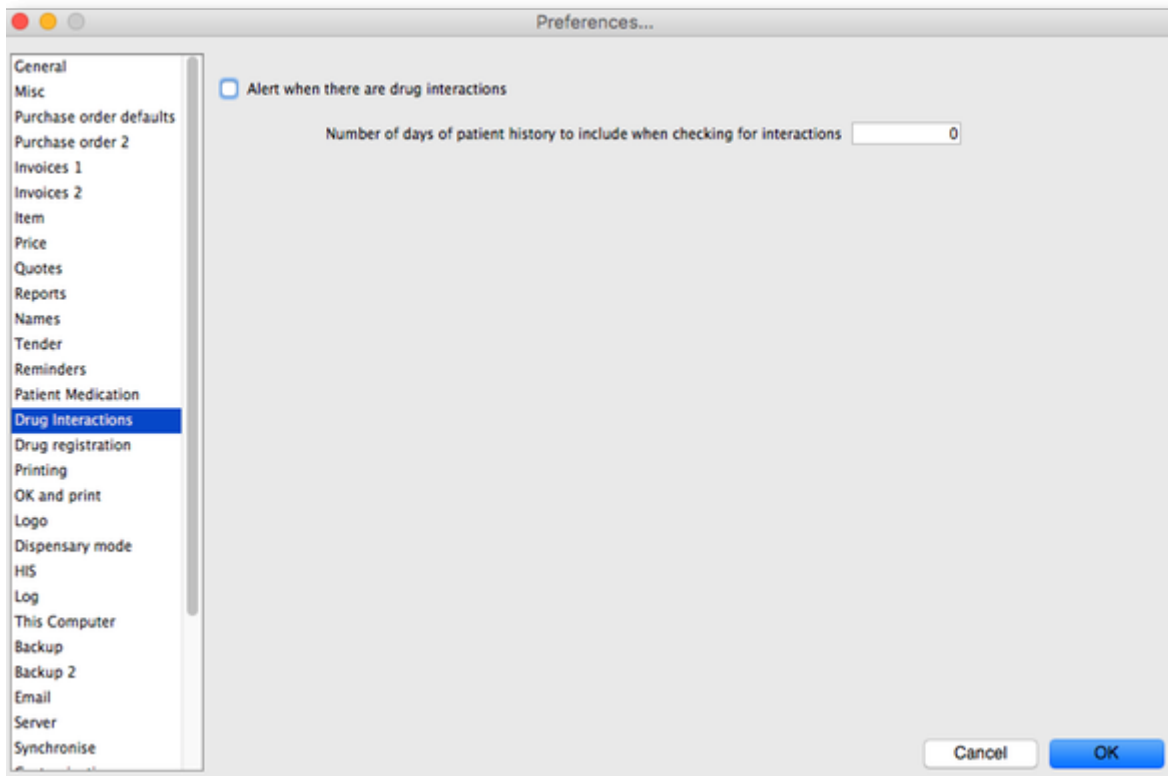 Preferences...
General
Misc
Purchase order defaults
Purchase order 2
Invoices 1
Invoices 2
Item
Price
Quotes
Reports
Names
Tender
Reminders
Patient Medication
Drug Interactions
Drug registration
Printing
OK and print
Logo
Dispensary mode
HIS
Log
This Computer
Backup
Backup 2
Email
Server
Synchronise
Alert when there are drug interactions
Number of days of patient history to include when checking for interactions 0
Cancel OK